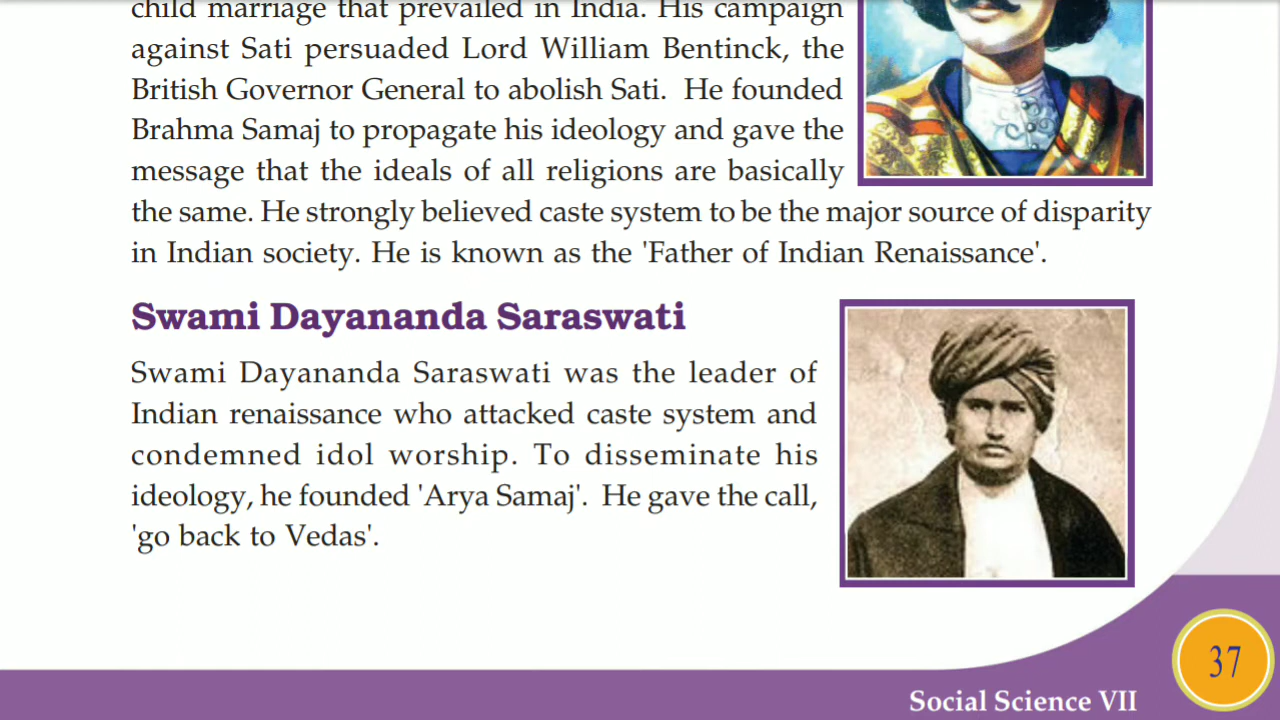 child marriage that prevailed in India. His campaign
against Sati persuaded Lord William Bentinck, the
British Governor General to abolish Sati.  He founded
Brahma Samaj to propagate his ideology and gave the
message that the ideals of all religions are basically
the same. He strongly believed caste system to be the major source of disparity
in Indian society. He is known as the 'Father of Indian Renaissance'.
Swami Dayananda Saraswati
Swami Dayananda Saraswati was the leader of
Indian renaissance who attacked caste system and
condemned idol worship. To disseminate his
ideology, he founded 'Arya Samaj'.  He gave the call,
'go back to Vedas'.
37
Social Science VII